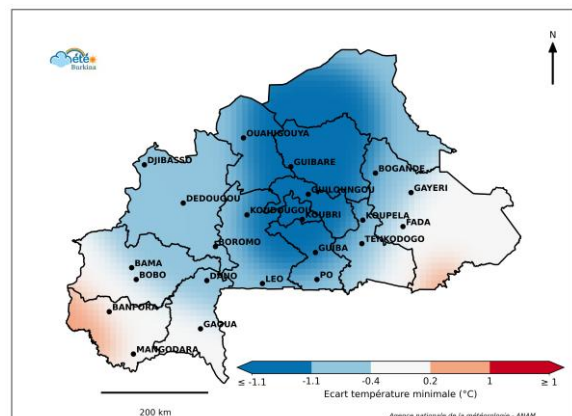 N
été
Burkina
OUAHIGOUYA
DJIBASSO
GUIBARE
BOGANDE
GAYERI
DEDOUGOU
GUILOUNGOU
KOUDOUGOU
KOUBRI
KOUPELA
FADA
BOROMO
TENKODOGO
GUIBA
BAMA
BOBO
DANO
LEO
PO
BANFORA
GAOUA
MANGODARA
≤ -1.1
-1.1
-0.4
0.2
1
≥ 1
Ecart température minimale (°C)
200 km
Agence nationale de la météorologie - ANAM